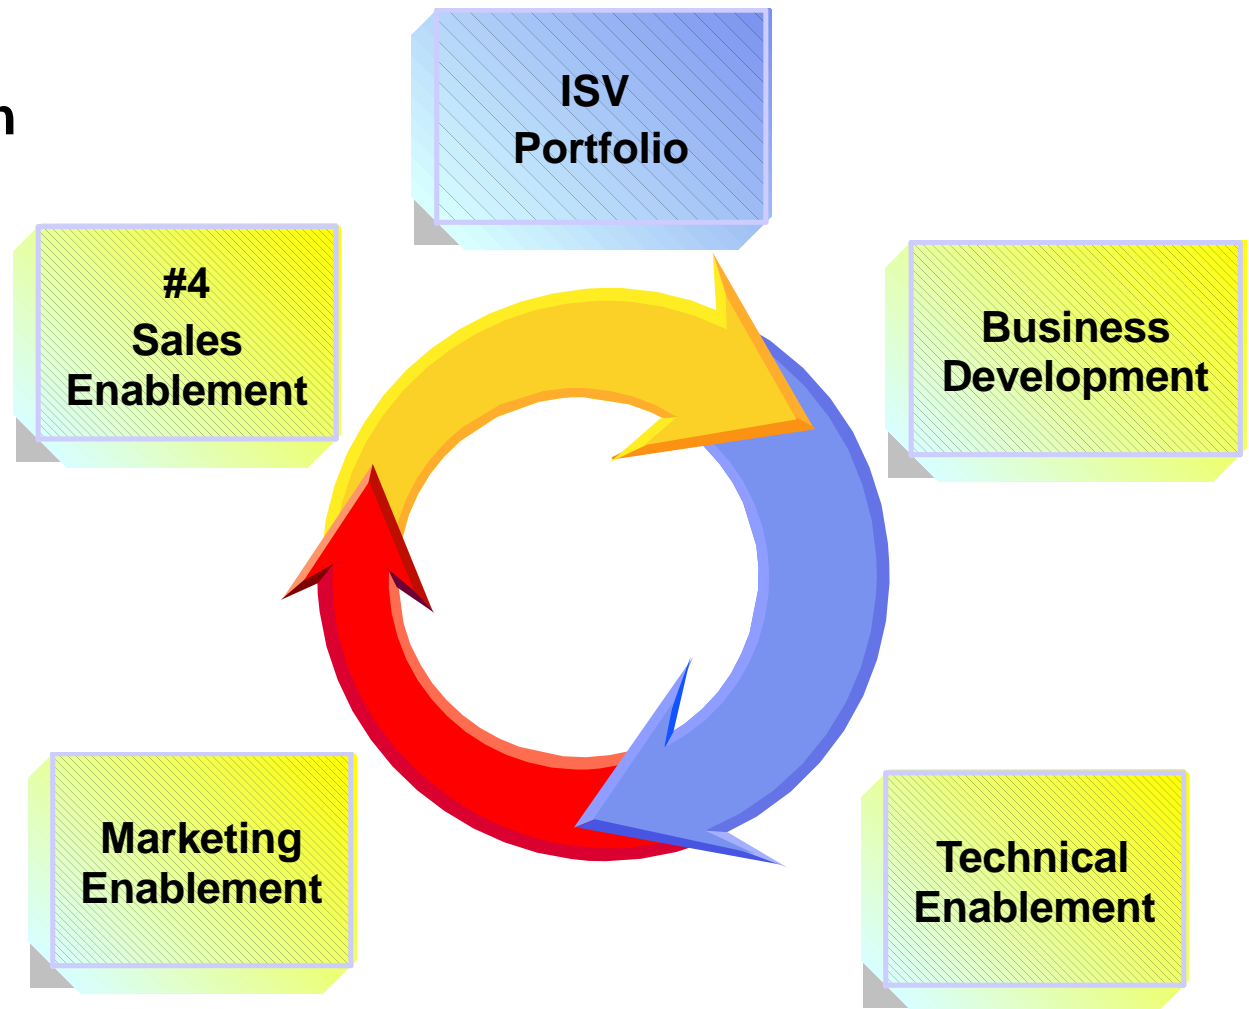 ISV
Portfolio
n
#4
Sales
Enablement
Business
Development
Marketing
Enablement
Technical
Enablement